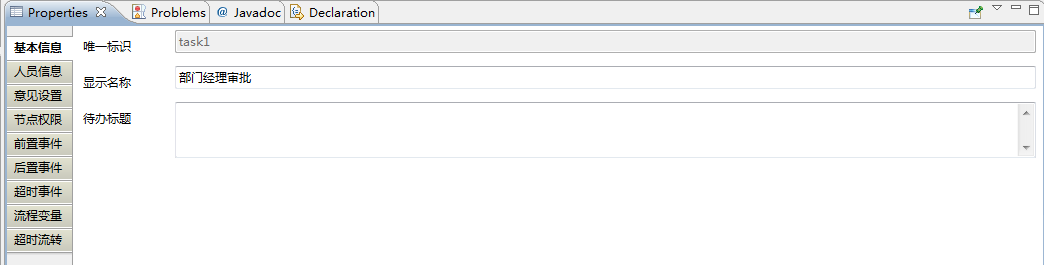 Properties Problems @ Javadoc Declaration
基本信息
唯一标识 task1
人员信息
显示名称 部门经理审批
意见设置
待办标题
节点权限
前置事件
后置事件
超时事件
流程变量
超时流转